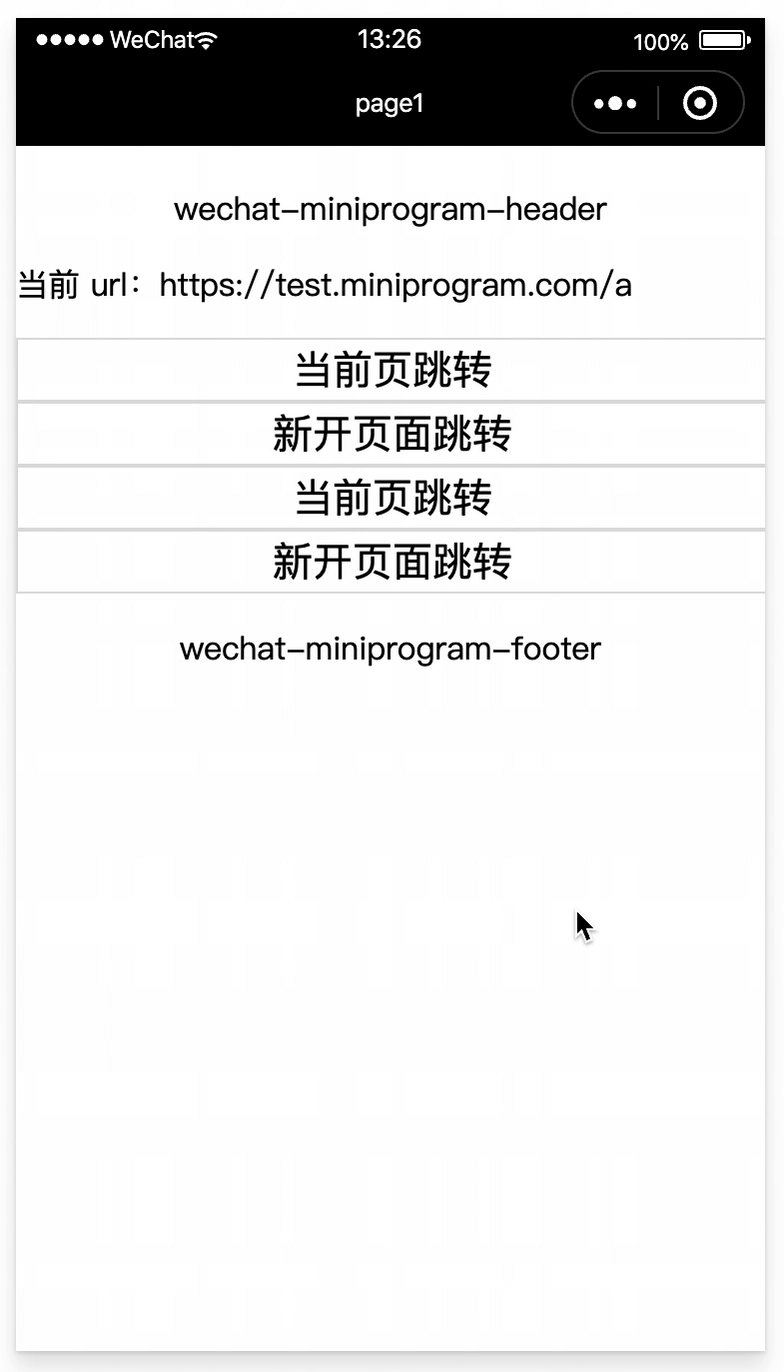 WeChat 13:26 100%
page1
wechat-miniprogram-header
当前 url：https://test.miniprogram.com/a
当前页跳转
新开页面跳转
当前页跳转
新开页面跳转
wechat-miniprogram-footer